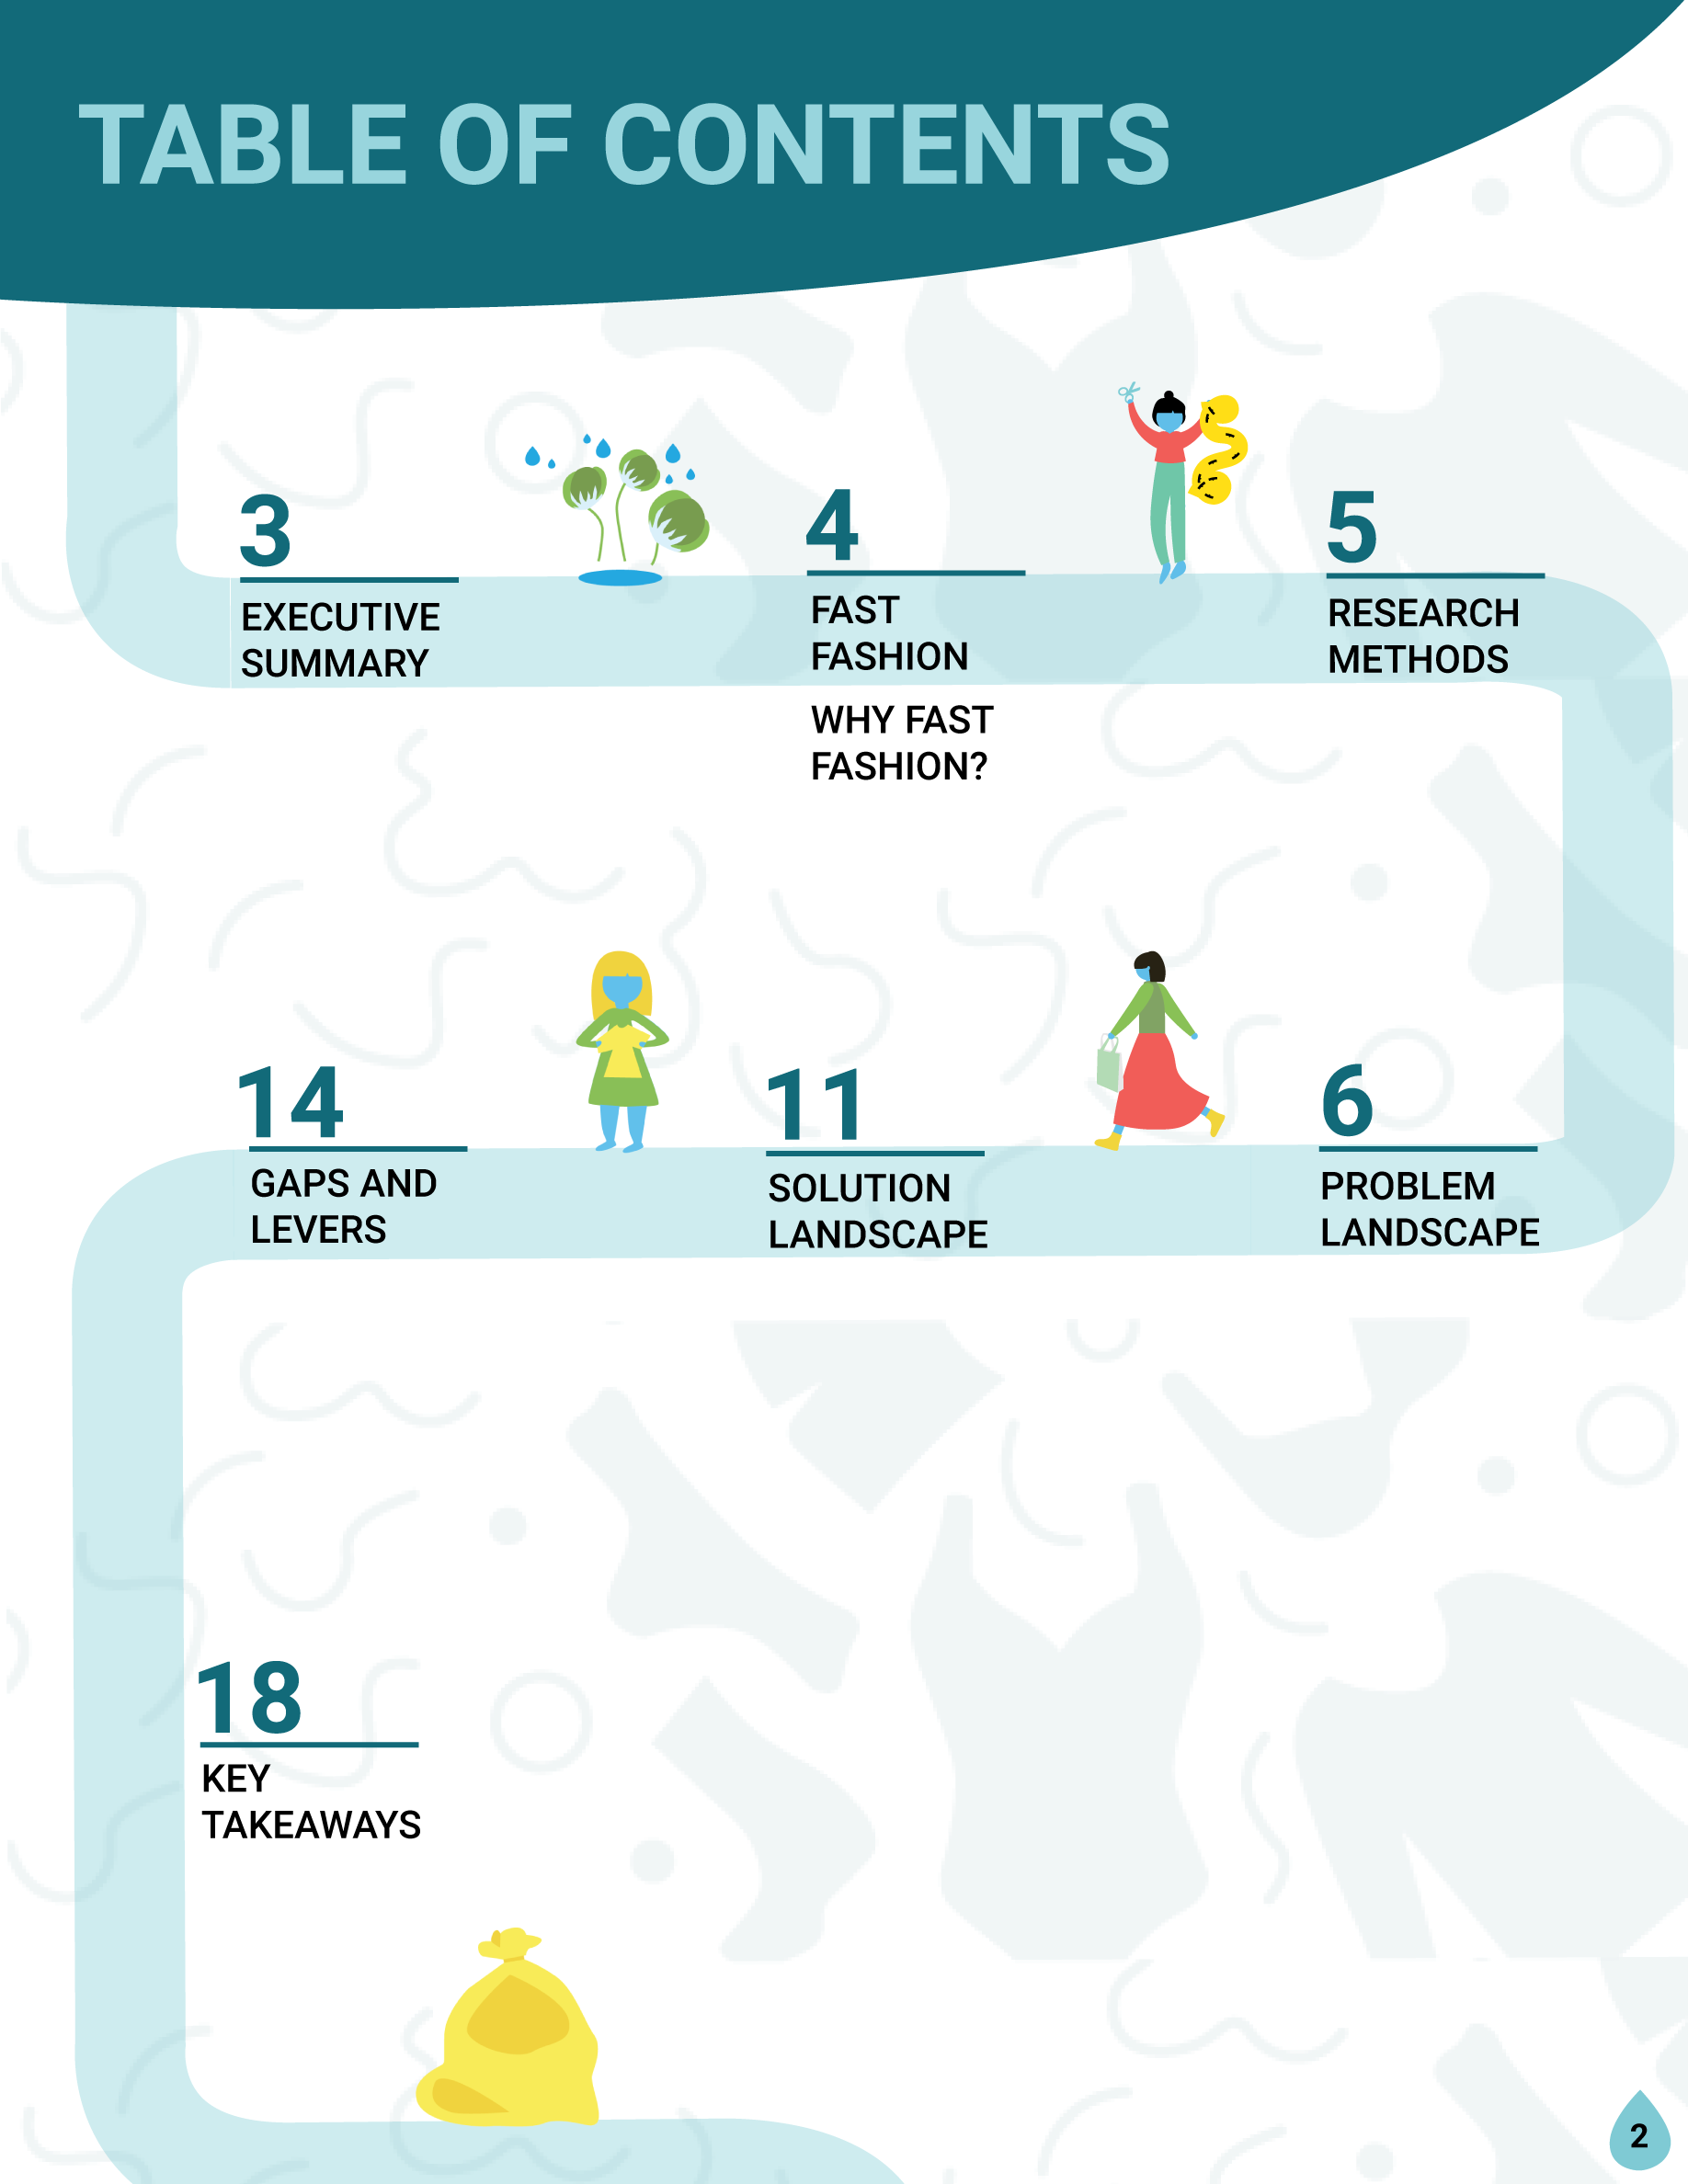 TABLE OF CONTENTS
3
EXECUTIVE
SUMMARY
4
FAST
FASHION
WHY FAST
FASHION?
5
RESEARCH
METHODS
6
PROBLEM
LANDSCAPE
11
SOLUTION
LANDSCAPE
14
GAPS AND
LEVERS
18
KEY
TAKEAWAYS
2